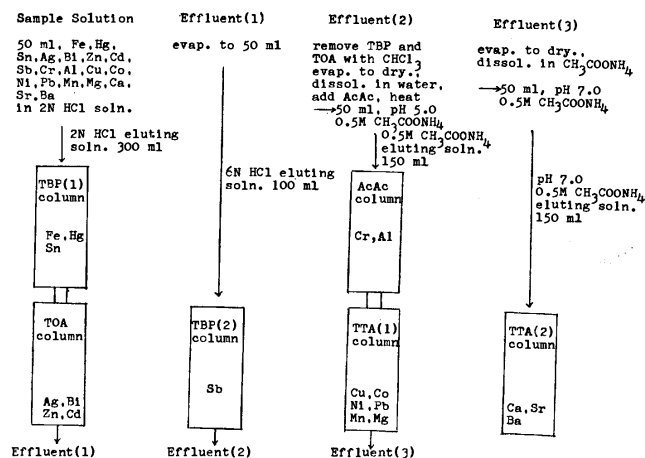 Sample Solution
50 ml, Fe,Hg,
Sn,Ag,Bi,Zn,Cd,
Sb,Cr,Al,Cu,Co,
Ni,Pb,Mn,Mg,Ca,
Sr,Ba
in 2N HCl soln.
2N HCl eluting
soln. 300 ml
TBP(1)
column
Fe,Hg
Sn
TOA
column
Ag,Bi
Zn,Cd
Effluent(1)
Effluent(1)
evap. to 50 ml
6N HCl eluting
soln. 100 ml
TBP(2)
column
Sb
Effluent(2)
Effluent(2)
remove TBP and
TOA with CHCl3
evap. to dry.,
dissol. in water,
add AcAc, heat
→50 ml, pH 5.0
0.5M CH3COONH4
0.5M CH3COONH4
eluting soln.
150 ml
AcAc
column
Cr,Al
TTA(1)
column
Cu,Co
Ni,Pb
Mn,Mg
Effluent(3)
Effluent(3)
evap. to dry.,
dissol. in CH3COONH4
→50 ml, pH 7.0
0.5M CH3COONH4
pH 7.0
0.5M CH3COONH4
eluting soln.
150 ml
TTA(2)
column
Ca,Sr
Ba